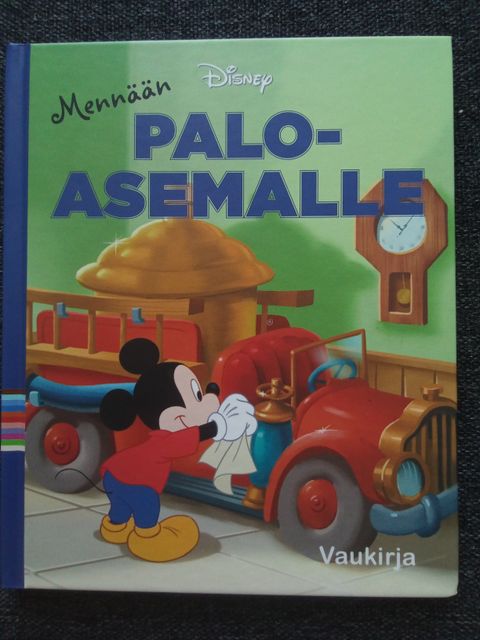 Disney
Mennään
PALO-
ASEMALLE
Vaukirja